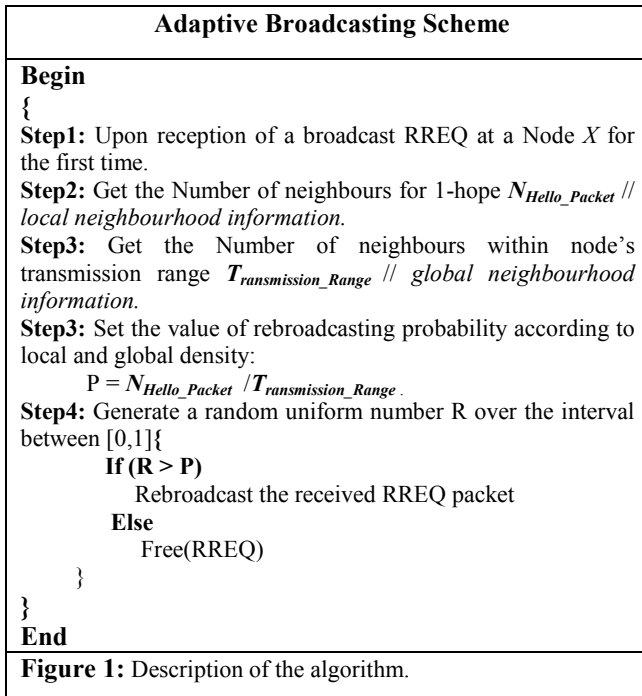 Adaptive Broadcasting Scheme
Begin
{
Step1: Upon reception of a broadcast RREQ at a Node X for
the first time.
Step2: Get the Number of neighbours for 1-hope N_Hello_Packet //
local neighbourhood information.
Step3: Get the Number of neighbours within node's
transmission range T_ransmission_Range // global neighbourhood
information.
Step3: Set the value of rebroadcasting probability according to
local and global density:
P = N_Hello_Packet /T_ransmission_Range .
Step4: Generate a random uniform number R over the interval
between [0,1]{
If (R > P)
Rebroadcast the received RREQ packet
Else
Free(RREQ)
}
}
End
Figure 1: Description of the algorithm.